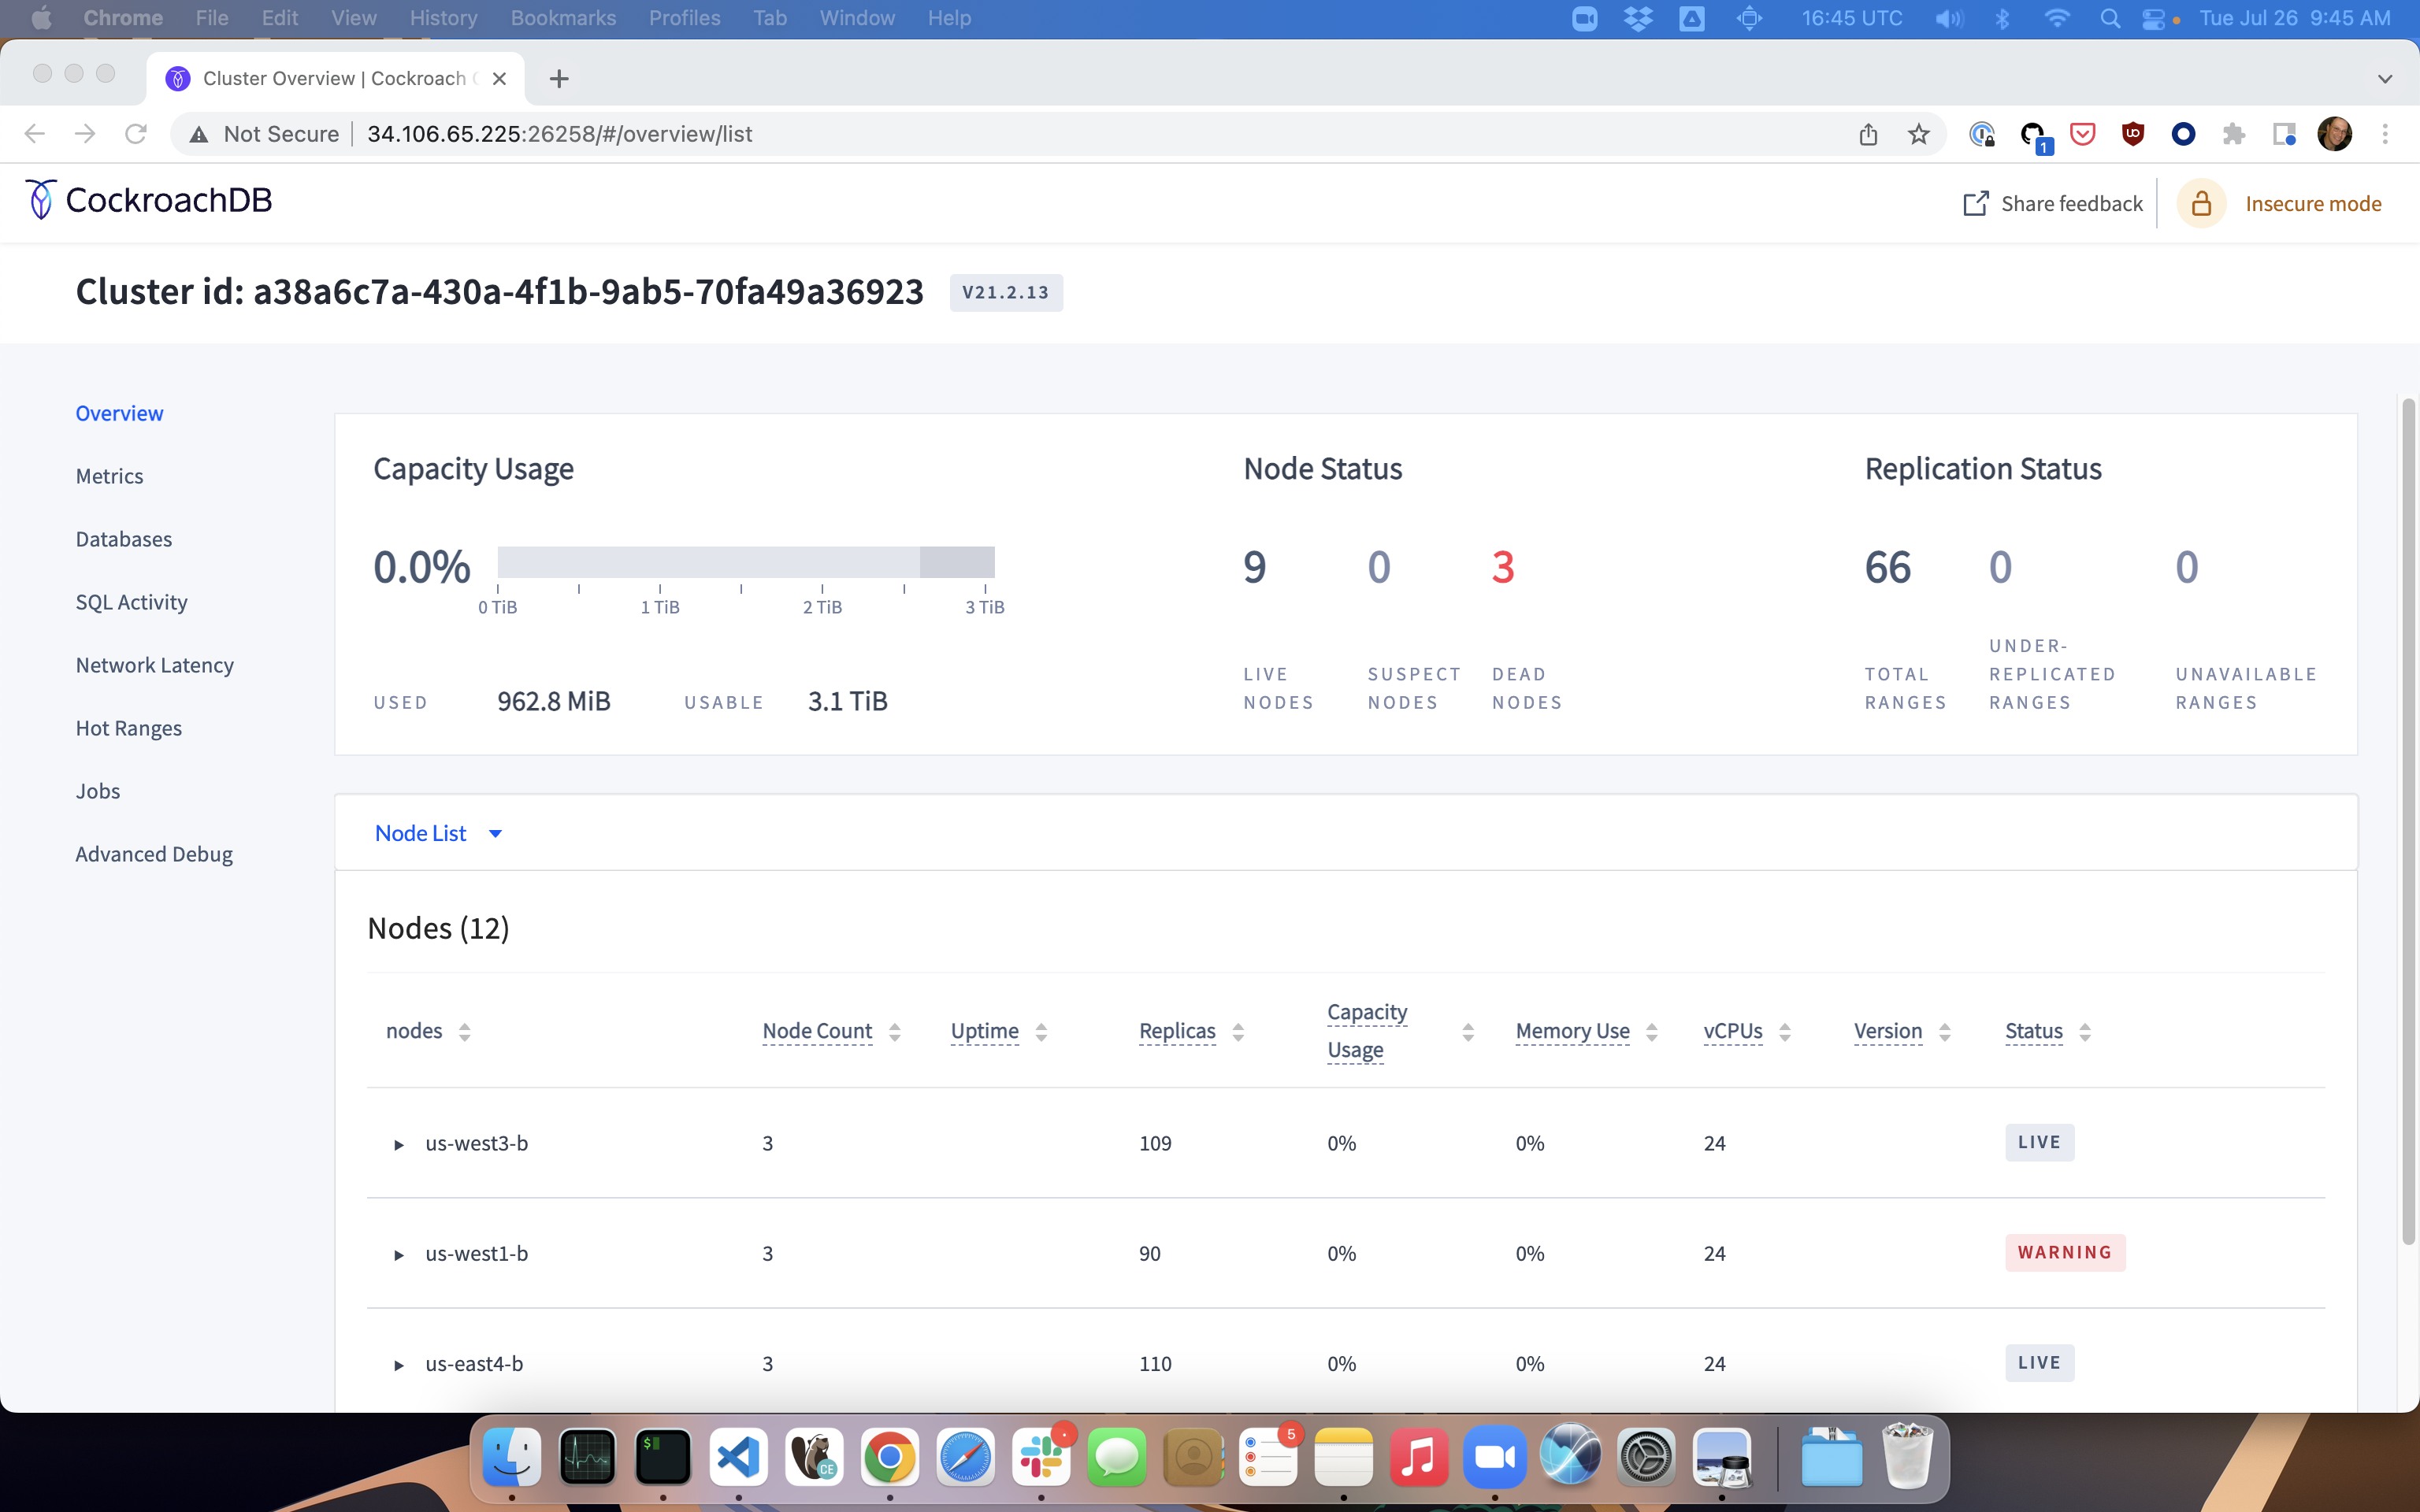 Chrome File Edit View History Bookmarks Profiles Tab Window Help 16:45 UTC Tue Jul 26 9:45 AM
Cluster Overview | Cockroach
Not Secure 34.106.65.225:26258/#/overview/list
1
CockroachDB
Share feedback
Insecure mode
Cluster id: a38a6c7a-430a-4f1b-9ab5-70fa49a36923 V21.2.13
Overview
Metrics
Databases
SQL Activity
Network Latency
Hot Ranges
Jobs
Advanced Debug
Capacity Usage
0.0%
0 TiB 1 TiB 2 TiB 3 TiB
USED 962.8 MiB USABLE 3.1 TiB
Node Status
9 0 3
LIVE NODES
SUSPECT NODES
DEAD NODES
Replication Status
66 0 0
TOTAL RANGES
UNDER-REPLICATED RANGES
UNAVAILABLE RANGES
Node List
Nodes (12)
nodes Node Count Uptime Replicas Capacity Usage Memory Use vCPUs Version Status
us-west3-b 3 109 0% 0% 24 LIVE
us-west1-b 3 90 0% 0% 24 WARNING
us-east4-b 3 110 0% 0% 24 LIVE
$
CE
5